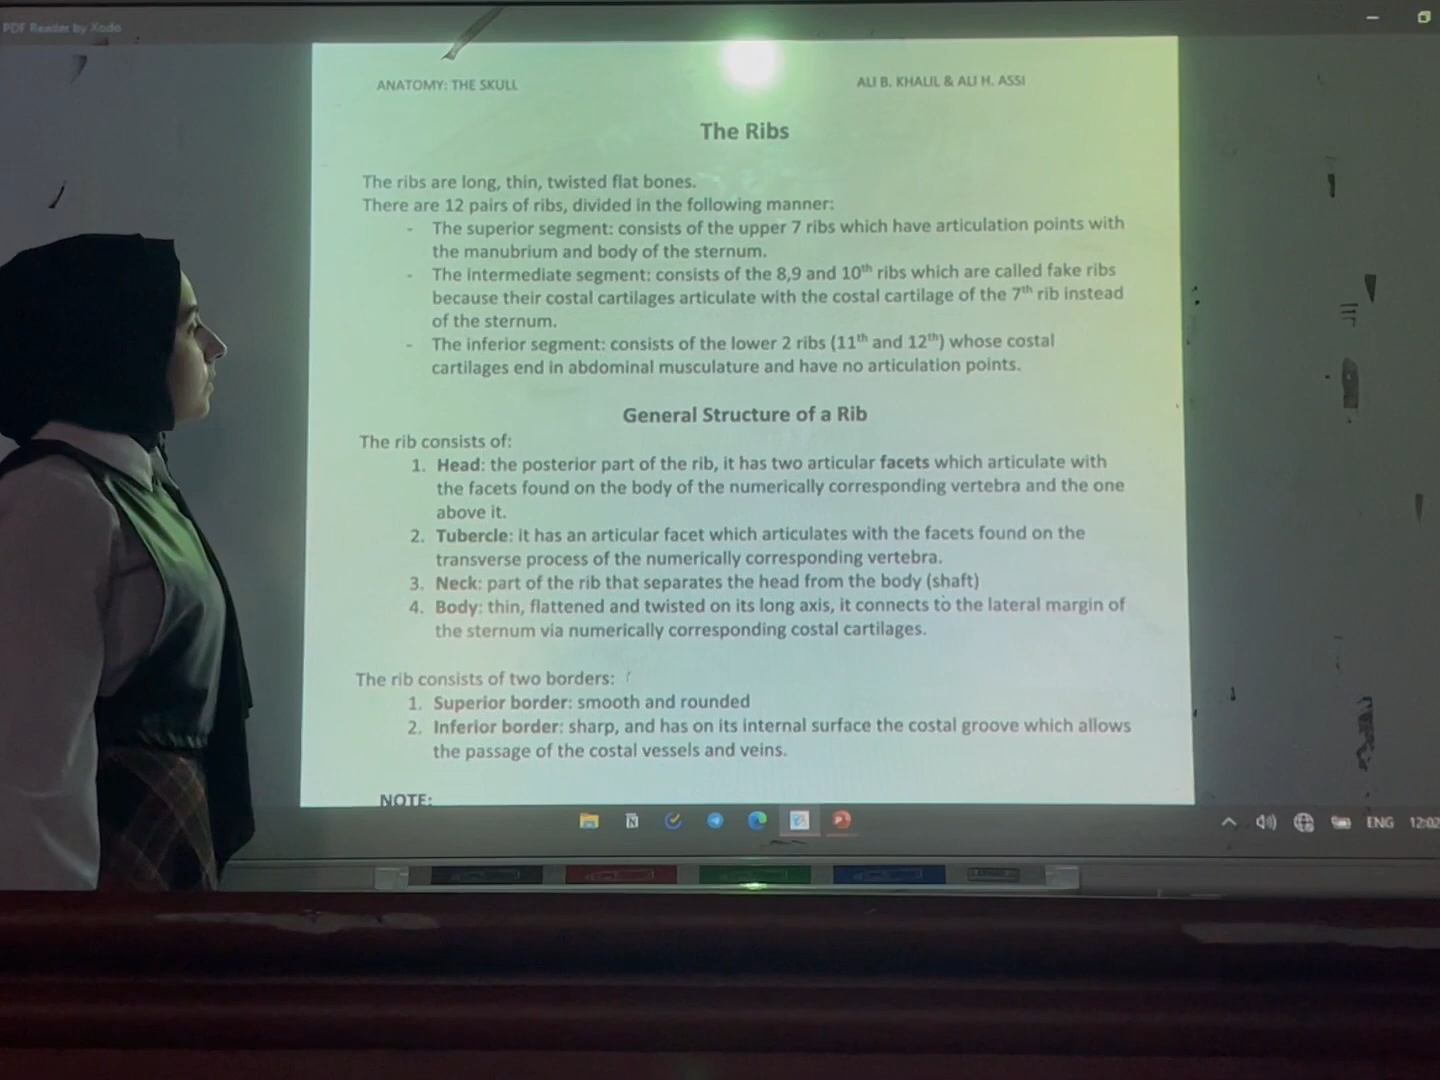 PDF Reader by Xodo
ANATOMY: THE SKULL
ALI B. KHALIL & ALI H. ASSI
The Ribs
The ribs are long, thin, twisted flat bones.
There are 12 pairs of ribs, divided in the following manner:
- The superior segment: consists of the upper 7 ribs which have articulation points with
the manubrium and body of the sternum.
- The intermediate segment: consists of the 8,9 and 10th ribs which are called fake ribs
because their costal cartilages articulate with the costal cartilage of the 7th rib instead
of the sternum.
- The inferior segment: consists of the lower 2 ribs (11th and 12th) whose costal
cartilages end in abdominal musculature and have no articulation points.
General Structure of a Rib
The rib consists of:
1. Head: the posterior part of the rib, it has two articular facets which articulate with
the facets found on the body of the numerically corresponding vertebra and the one
above it.
2. Tubercle: it has an articular facet which articulates with the facets found on the
transverse process of the numerically corresponding vertebra.
3. Neck: part of the rib that separates the head from the body (shaft)
4. Body: thin, flattened and twisted on its long axis, it connects to the lateral margin of
the sternum via numerically corresponding costal cartilages.
The rib consists of two borders:
1. Superior border: smooth and rounded
2. Inferior border: sharp, and has on its internal surface the costal groove which allows
the passage of the costal vessels and veins.
NOTE:
ENG
12:02